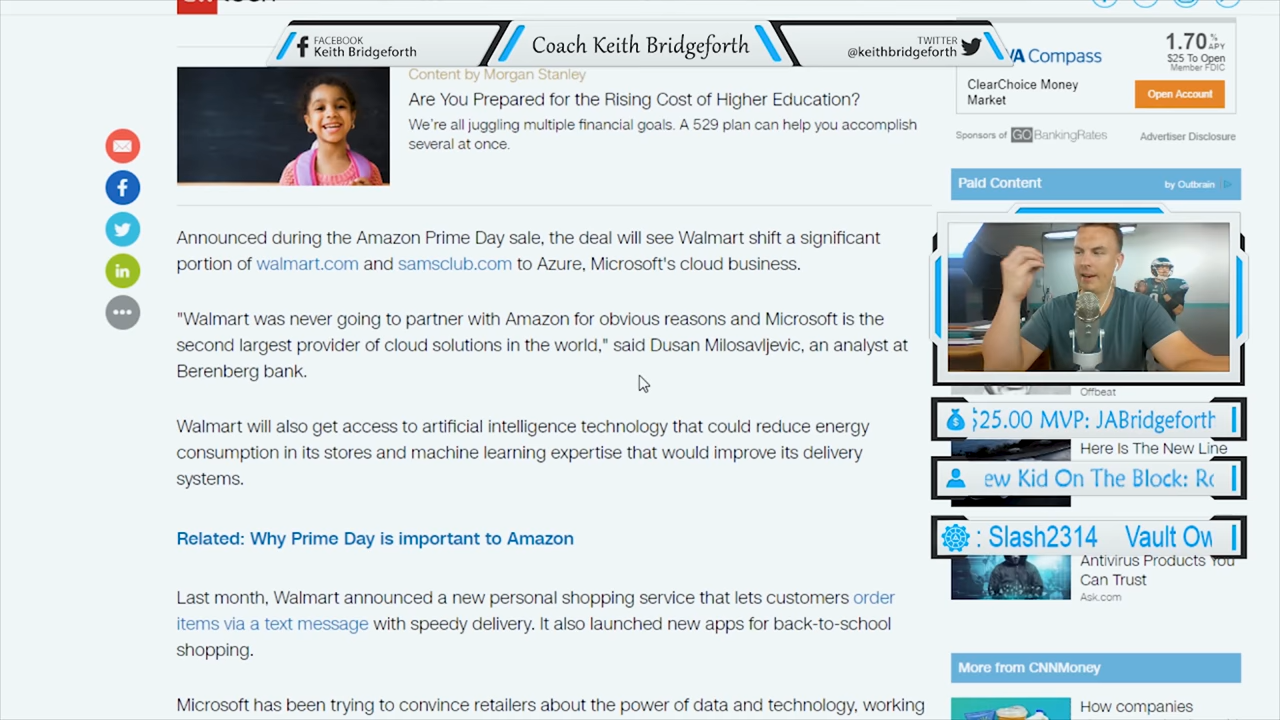 FACEBOOK
Keith Bridgeforth
Coach Keith Bridgeforth
TWITTER
@keithbridgeforth
Content by Morgan Stanley
Are You Prepared for the Rising Cost of Higher Education?
We're all juggling multiple financial goals. A 529 plan can help you accomplish
several at once.
Compass
1.70 % APY
$25 To Open
Member FDIC
ClearChoice Money
Market
Open Account
Sponsors of GOBankingRates
Advertiser Disclosure
Paid Content
by Outbrain
Announced during the Amazon Prime Day sale, the deal will see Walmart shift a significant
portion of walmart.com and samsclub.com to Azure, Microsoft's cloud business.
"Walmart was never going to partner with Amazon for obvious reasons and Microsoft is the
second largest provider of cloud solutions in the world," said Dusan Milosavljevic, an analyst at
Berenberg bank.
Walmart will also get access to artificial intelligence technology that could reduce energy
consumption in its stores and machine learning expertise that would improve its delivery
systems.
Related: Why Prime Day is important to Amazon
Last month, Walmart announced a new personal shopping service that lets customers order
items via a text message with speedy delivery. It also launched new apps for back-to-school
shopping.
Microsoft has been trying to convince retailers about the power of data and technology, working
Offbeat
$25.00 MVP: JABridgeforth
Here Is The New Line
ew Kid On The Block: Ro
: Slash2314 Vault Ow
Antivirus Products You
Can Trust
Ask.com
More from CNNMoney
How companies